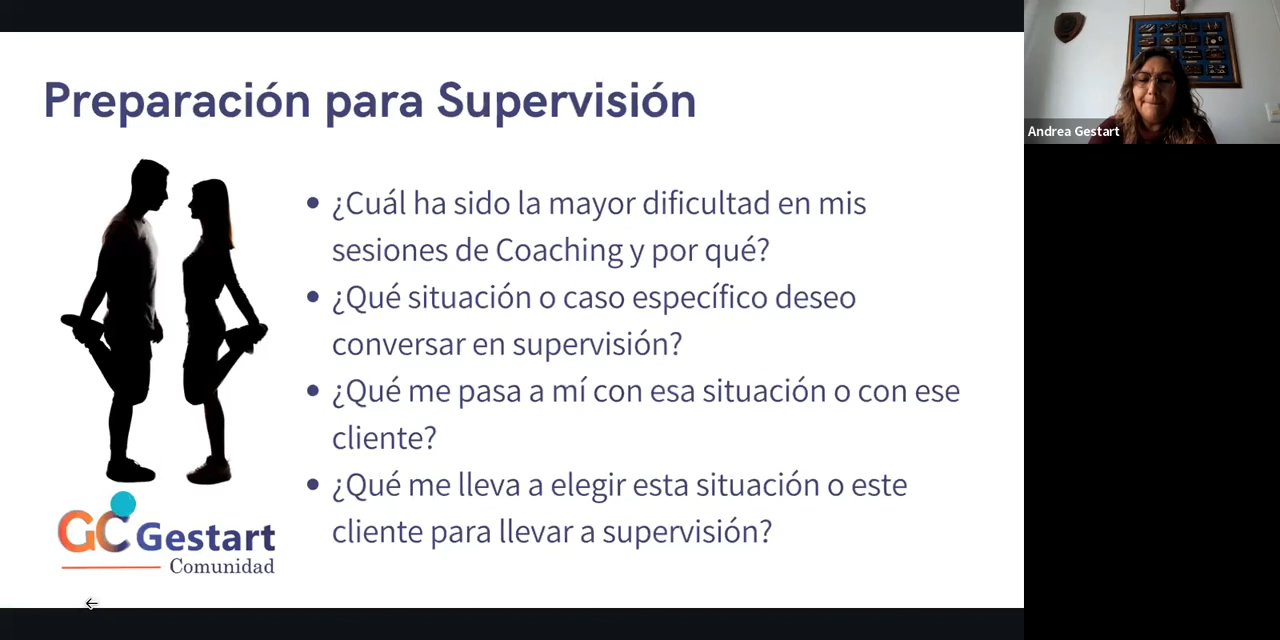 Preparación para Supervisión
• ¿Cuál ha sido la mayor dificultad en mis
sesiones de Coaching y por qué?
• ¿Qué situación o caso específico deseo
conversar en supervisión?
• ¿Qué me pasa a mí con esa situación o con ese
cliente?
• ¿Qué me lleva a elegir esta situación o este
cliente para llevar a supervisión?
GC Gestart
Comunidad
Andrea Gestart